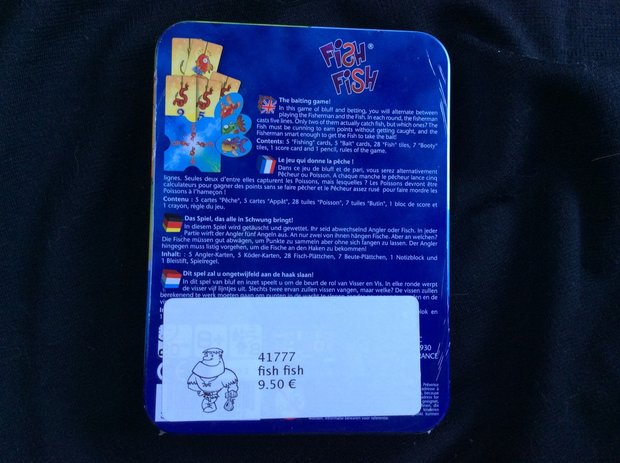 FiSH FiSH ®
The baiting game!
In this game of bluff and betting, you will alternate between
playing the Fisherman and the Fish. In each round, the fisherman
casts five lines. Only two of them actually catch fish, but which ones? The
Fish must be cunning to earn points without getting caught, and the
Fisherman smart enough to get the Fish to take the bait!
Contents: 5 "Fishing" cards, 5 "Bait" cards, 28 "Fish" tiles, 7 "Booty"
tiles, 1 score card and 1 pencil, rules of the game.
Le jeu qui donne la pêche !
Dans ce jeu de bluff et de pari, vous serez alternativement
Pêcheur ou Poisson. A chaque manche le pêcheur lance cinq
lignes. Seules deux d'entre elles capturent les Poissons, mais lesquelles ? Les Poissons devront être
calculateurs pour gagner des points sans se faire pêcher et le Pêcheur assez rusé pour faire mordre les
Poissons à l'hameçon !
Contenu : 5 cartes "Pêche", 5 cartes "Appât", 28 tuiles "Poisson", 7 tuiles "Butin", 1 bloc de score et
1 crayon, règle du jeu.
Das Spiel, das alle in Schwung bringt!
In diesem Spiel wird getäuscht und gewettet. Ihr seid abwechselnd Angler oder Fisch. In jeder
Partie wirft der Angler fünf Angeln aus. An nur zwei von ihnen hängen Fische. Aber an welchen?
Die Fische müssen gut abwägen, um Punkte zu sammeln aber ohne sich fangen zu lassen. Der Angler
hingegen muss listig vorgehen, um die Fische an den Haken zu bekommen!
Inhalt: : 5 Angler-Karten, 5 Köder-Karten, 28 Fisch-Plättchen, 7 Beute-Plättchen, 1 Notizblock und
1 Bleistift, Spielregel.
Dit spel zal u ongetwijfeld aan de haak slaan!
In dit spel van bluf en inzet speelt u om de beurt de rol van Visser en Vis. In elke ronde werpt
de visser vijf lijntjes uit. Slechts twee ervan zullen vissen vangen, maar welke? De vissen zullen
berekenend te werk moeten gaan om punten in de
41777
fish fish
9.50 €